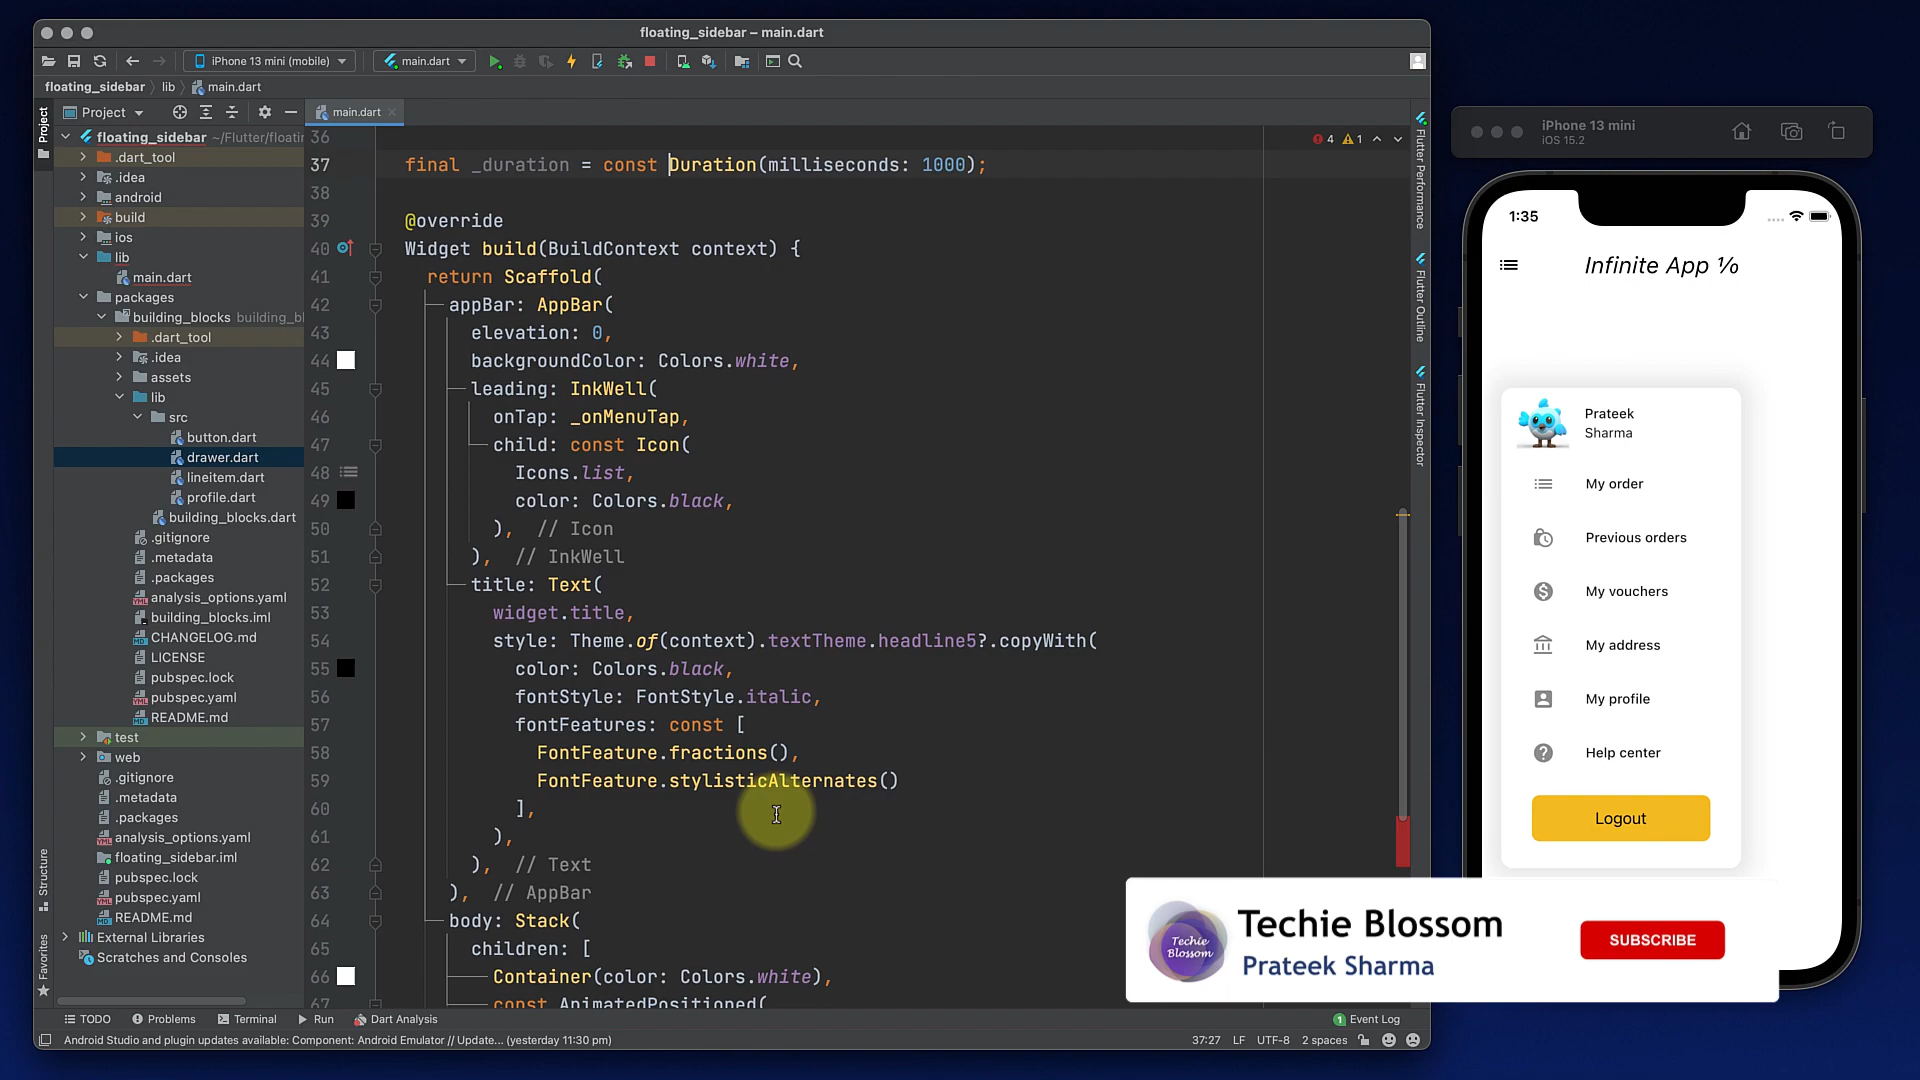 floating_sidebar – main.dart
iPhone 13 mini (mobile)
main.dart
floating_sidebar
lib
main.dart
Project
main.dart
4
1
Project
floating_sidebar ~/Flutter/floatin
.dart_tool
.idea
android
build
ios
lib
main.dart
packages
building_blocks building_bl
.dart_tool
.idea
assets
lib
src
button.dart
drawer.dart
lineitem.dart
profile.dart
building_blocks.dart
.gitignore
.metadata
.packages
analysis_options.yaml
building_blocks.iml
CHANGELOG.md
LICENSE
pubspec.lock
pubspec.yaml
README.md
test
web
.gitignore
.metadata
.packages
analysis_options.yaml
floating_sidebar.iml
pubspec.lock
pubspec.yaml
README.md
External Libraries
Scratches and Consoles
Structure
Favorites
36
37 final _duration = const Duration(milliseconds: 1000);
38
39 @override
40 Widget build(BuildContext context) {
41 return Scaffold(
42 appBar: AppBar(
43 elevation: 0,
44 backgroundColor: Colors.white,
45 leading: InkWell(
46 onTap: _onMenuTap,
47 child: const Icon(
48 Icons.list,
49 color: Colors.black,
50 ), // Icon
51 ), // InkWell
52 title: Text(
53 widget.title,
54 style: Theme.of(context).textTheme.headline5?.copyWith(
55 color: Colors.black,
56 fontStyle: FontStyle.italic,
57 fontFeatures: const [
58 FontFeature.fractions(),
59 FontFeature.stylisticAlternates()
60 ],
61 ),
62 ), // Text
63 ), // AppBar
64 body: Stack(
65 children: [
66 Container(color: Colors.white),
67 const AnimatedPositioned(
Flutter Performance
Flutter Outline
Flutter Inspector
TODO
Problems
Terminal
Run
Dart Analysis
1
Event Log
Android Studio and plugin updates available: Component: Android Emulator // Update... (yesterday 11:30 pm)
37:27
LF
UTF-8
2 spaces
iPhone 13 mini
iOS 15.2
1:35
Infinite App ⅟₀
Prateek
Sharma
My order
Previous orders
My vouchers
My address
My profile
Help center
Logout
Techie Blossom
Techie Blossom
Prateek Sharma
SUBSCRIBE